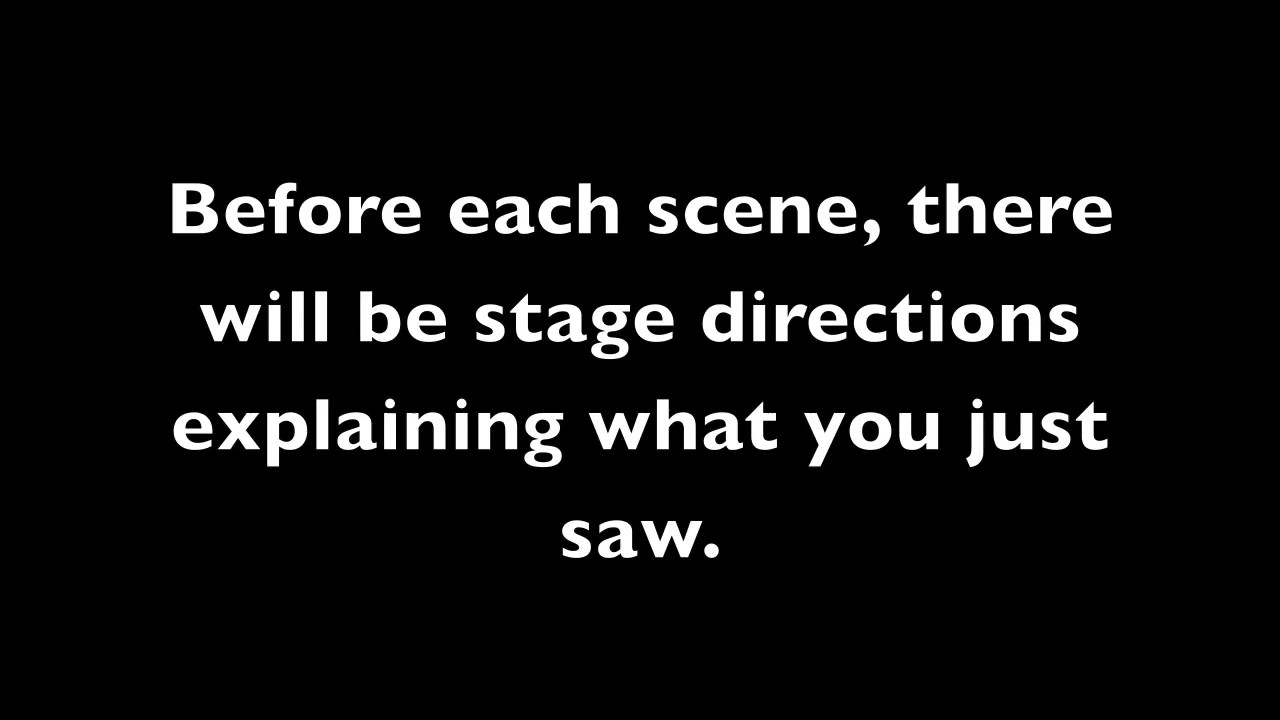 Before each scene, there
will be stage directions
explaining what you just
saw.